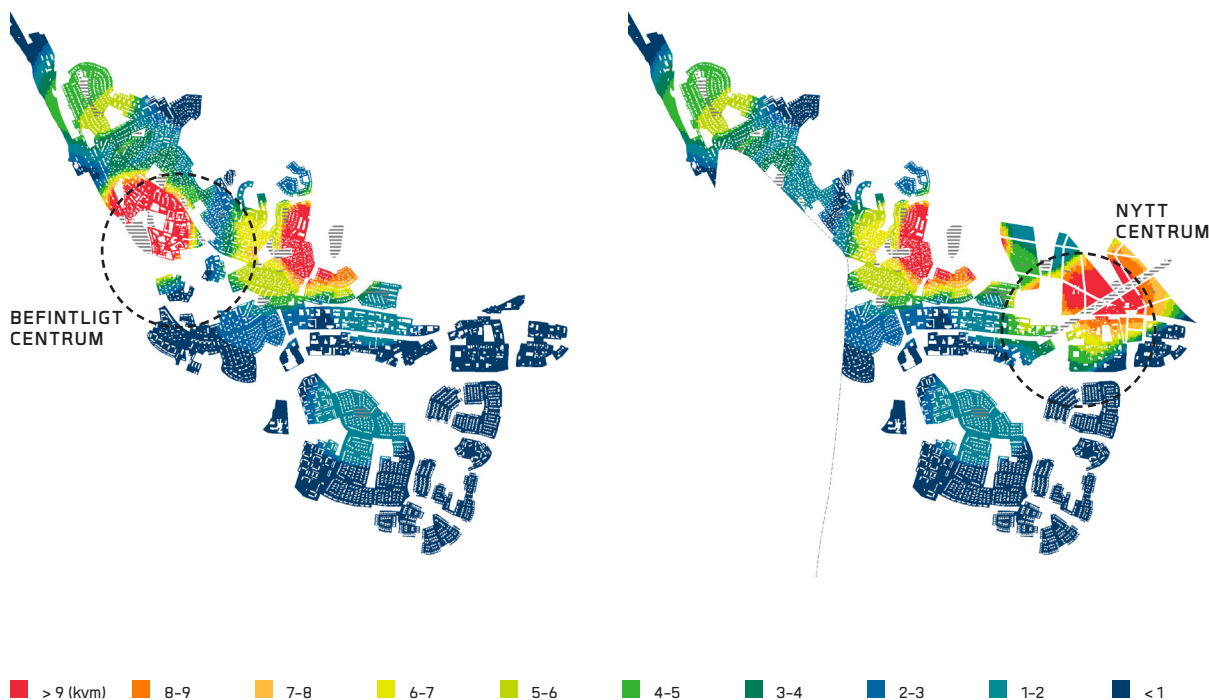 NYTT
CENTRUM
BEFINTLIGT
CENTRUM
> 9 (kvm) 8-9 7-8 6-7 5-6 4-5 3-4 2-3 1-2 < 1